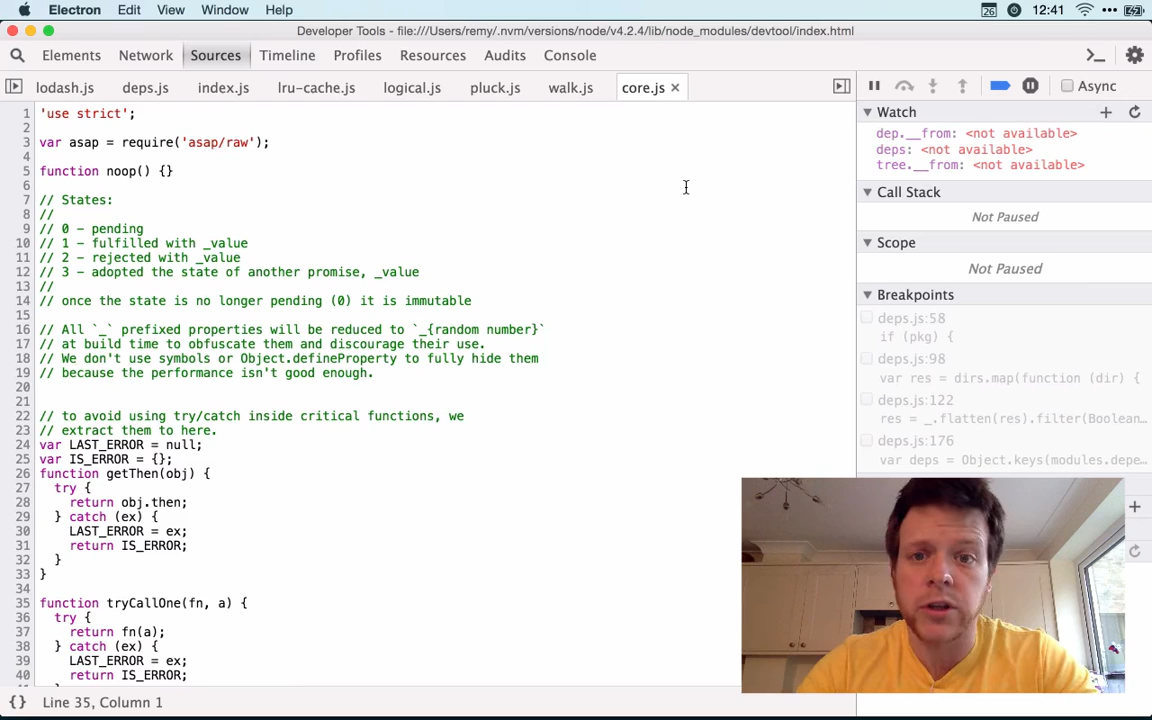 Electron Edit View Window Help 26 12:41
Developer Tools - file:///Users/remy/.nvm/versions/node/v4.2.4/lib/node_modules/devtool/index.html
Elements Network Sources Timeline Profiles Resources Audits Console
lodash.js deps.js index.js lru-cache.js logical.js pluck.js walk.js core.js × Async
1 'use strict';
2
3 var asap = require('asap/raw');
4
5 function noop() {}
6
7 // States:
8 //
9 // 0 - pending
10 // 1 - fulfilled with _value
11 // 2 - rejected with _value
12 // 3 - adopted the state of another promise, _value
13 //
14 // once the state is no longer pending (0) it is immutable
15
16 // All `_` prefixed properties will be reduced to `_{random number}`
17 // at build time to obfuscate them and discourage their use.
18 // We don't use symbols or Object.defineProperty to fully hide them
19 // because the performance isn't good enough.
20
21
22 // to avoid using try/catch inside critical functions, we
23 // extract them to here.
24 var LAST_ERROR = null;
25 var IS_ERROR = {};
26 function getThen(obj) {
27 try {
28 return obj.then;
29 } catch (ex) {
30 LAST_ERROR = ex;
31 return IS_ERROR;
32 }
33 }
34
35 function tryCallOne(fn, a) {
36 try {
37 return fn(a);
38 } catch (ex) {
39 LAST_ERROR = ex;
40 return IS_ERROR;
{} Line 35, Column 1
Watch
dep.__from: <not available>
deps: <not available>
tree.__from: <not available>
Call Stack
Not Paused
Scope
Not Paused
Breakpoints
deps.js:58
if (pkg) {
deps.js:98
var res = dirs.map(function (dir) {
deps.js:122
res = _.flatten(res).filter(Boolean…
deps.js:176
var deps = Object.keys(modules.depe…